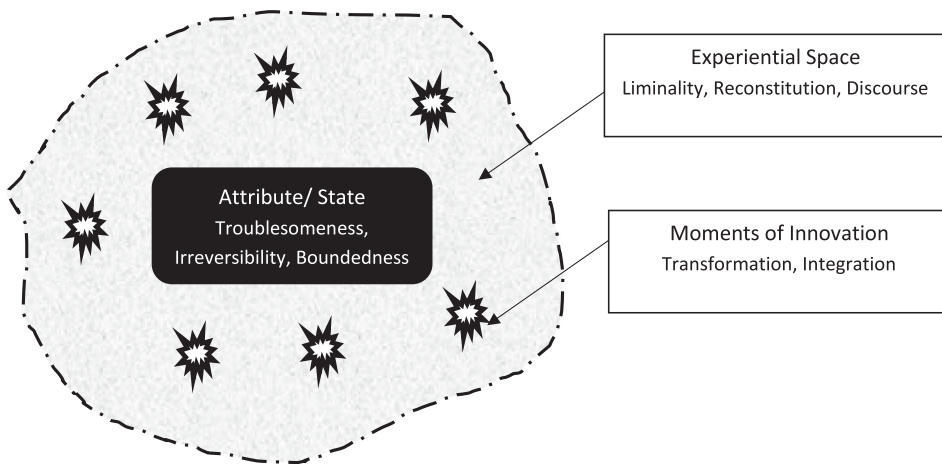 Experiential Space
Liminality, Reconstitution, Discourse
Attribute/ State
Troublesomeness,
Irreversibility, Boundedness
Moments of Innovation
Transformation, Integration